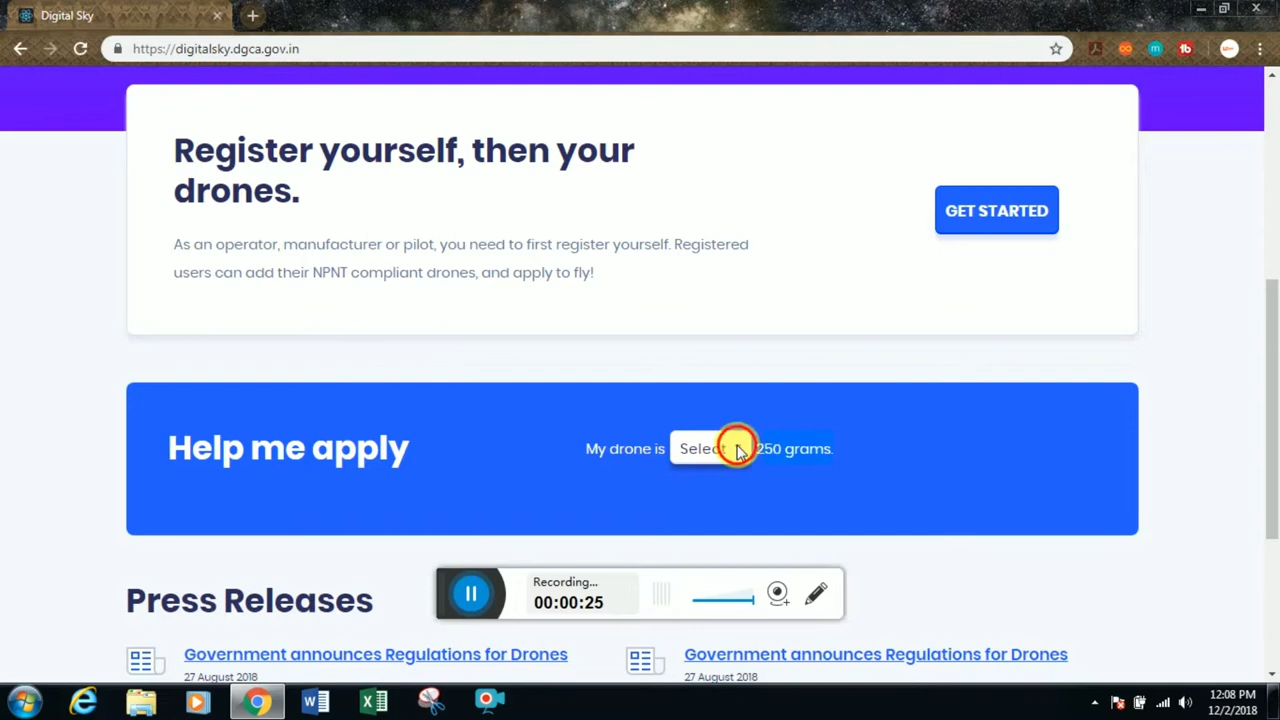 Digital Sky
https://digitalsky.dgca.gov.in
Register yourself, then your
drones.
As an operator, manufacturer or pilot, you need to first register yourself. Registered
users can add their NPNT compliant drones, and apply to fly!
GET STARTED
Help me apply
My drone is Select 250 grams.
Recording...
00:00:25
Press Releases
Government announces Regulations for Drones
27 August 2018
Government announces Regulations for Drones
27 August 2018
12:08 PM
12/2/2018